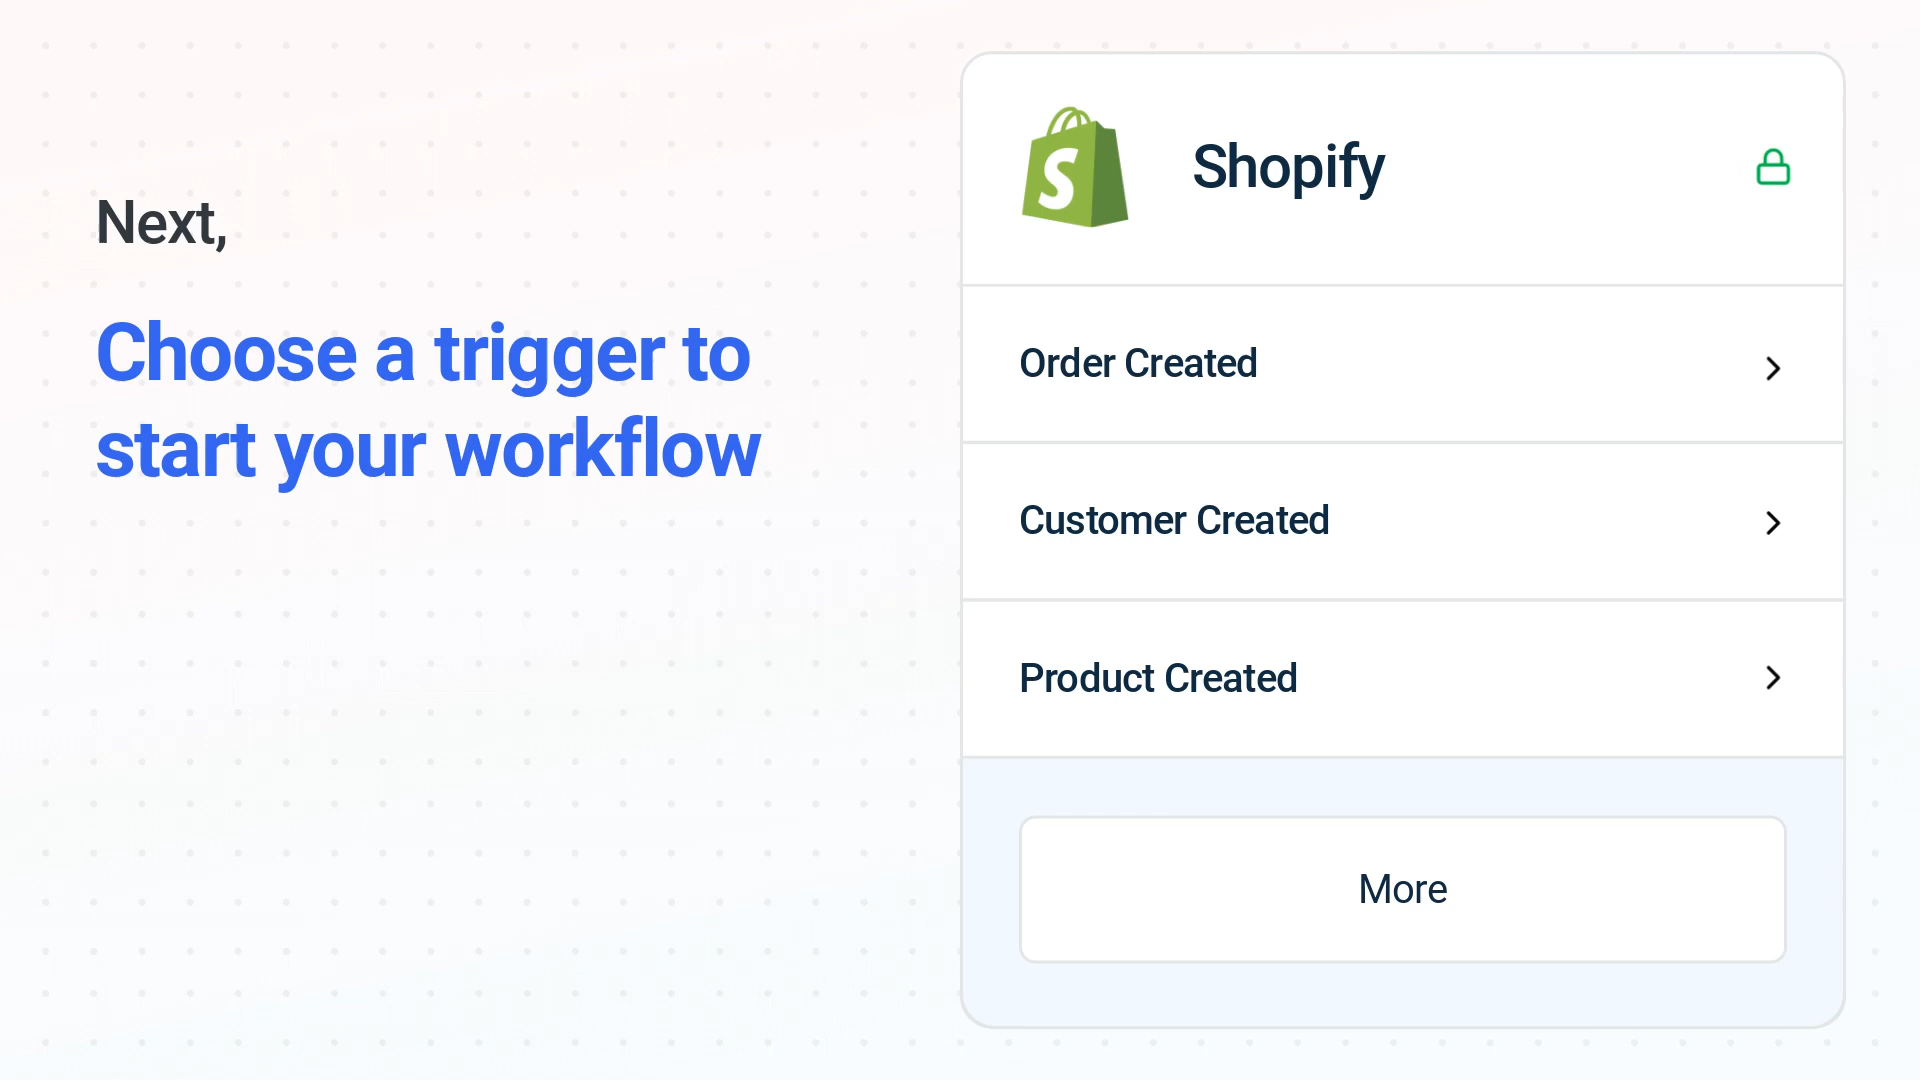 Next,
Choose a trigger to
start your workflow
S
Shopify
Order Created
Customer Created
Product Created
More